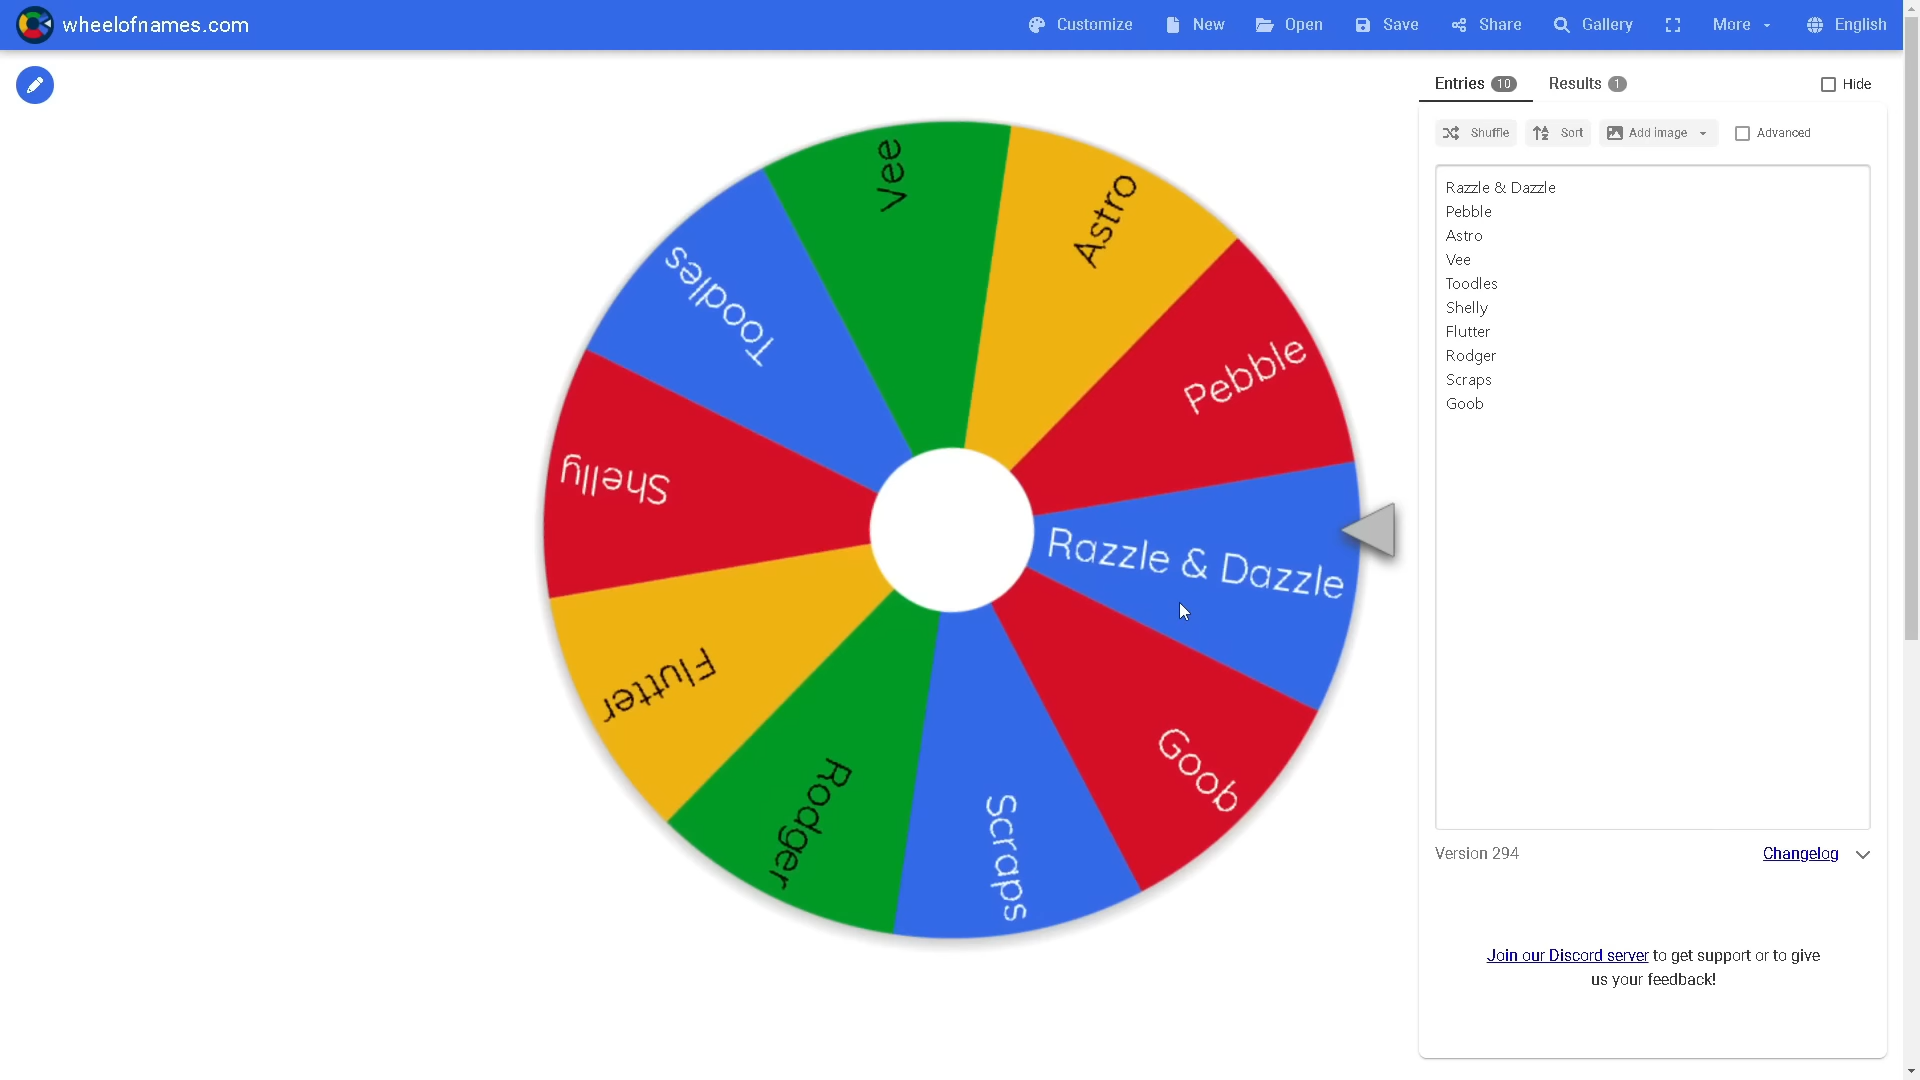 wheelofnames.com
Customize New Open Save Share Gallery More English
Entries 10 Results 1 Hide
Shuffle Sort Add image Advanced
Razzle & Dazzle
Pebble
Astro
Vee
Toodles
Shelly
Flutter
Rodger
Scraps
Goob
Version 294 Changelog
Join our Discord server to get support or to give
us your feedback!
Vee
Astro
Pebble
Razzle & Dazzle
Goob
Scraps
Rodger
Flutter
Shelly
Toodles